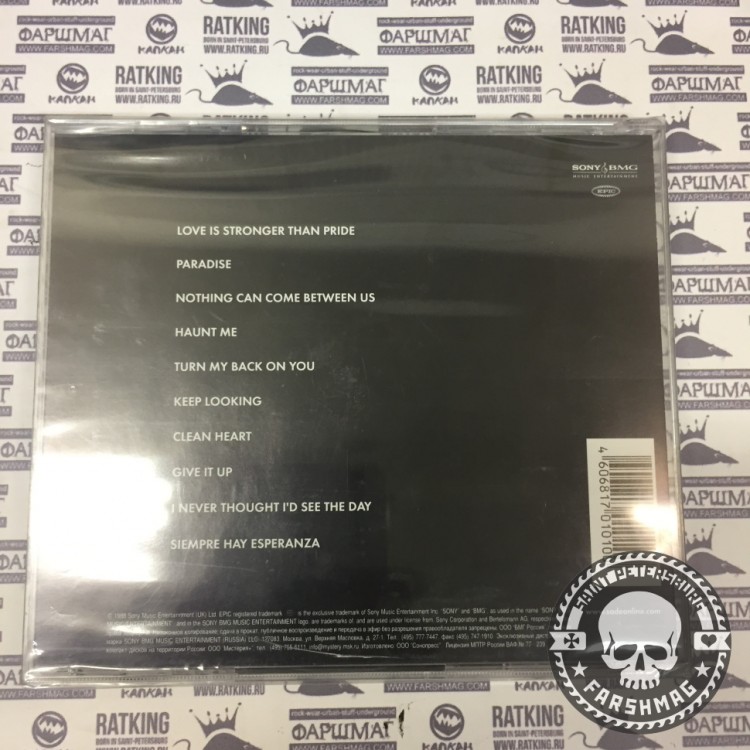 SONY BMG
MUSIC ENTERTAINMENT
EPIC
LOVE IS STRONGER THAN PRIDE
PARADISE
NOTHING CAN COME BETWEEN US
HAUNT ME
TURN MY BACK ON YOU
KEEP LOOKING
CLEAN HEART
GIVE IT UP
I NEVER THOUGHT I'D SEE THE DAY
SIEMPRE HAY ESPERANZA
4 606817 01010
SAINT PETERSBURG
FARSHMAG
RATKING
BORN IN SAINT-PETERSBURG
WWW.RATKING.RU
КАПКАН
rock-wear-urban-stuff-underground
ФАРШМАГ
WWW.FARSHMAG.COM